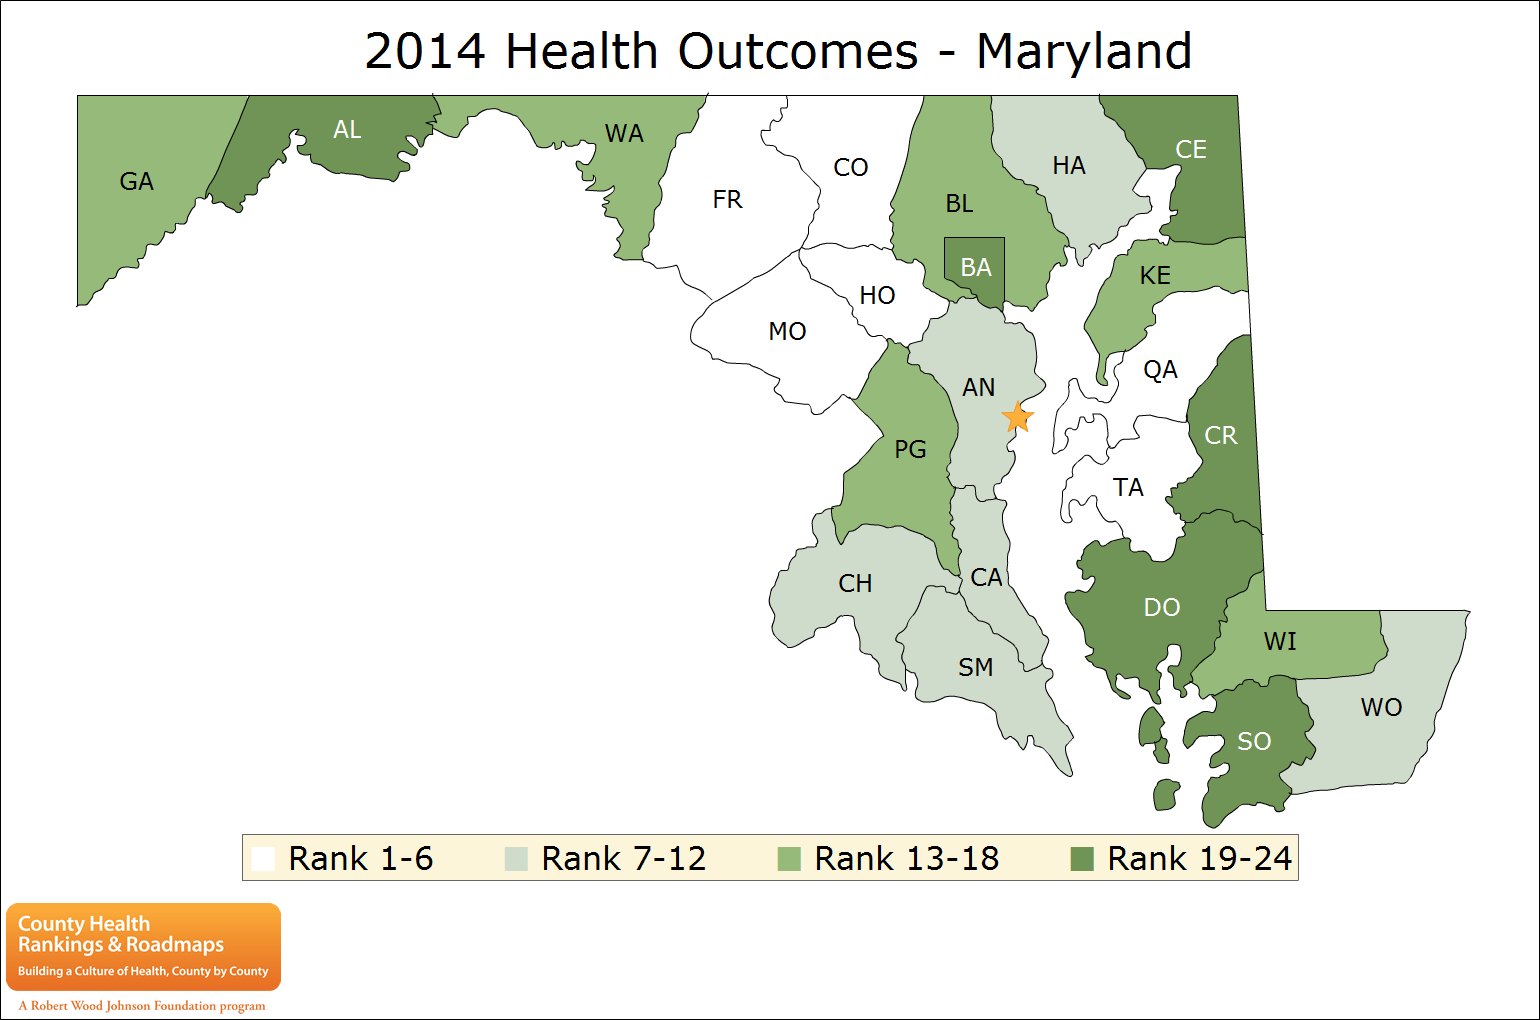 2014 Health Outcomes - Maryland
AL
WA
GA
FR
CO
HA
CE
BL
BA
KE
HO
MO
QA
AN
CR
PG
TA
CH
CA
DO
WI
SM
WO
SO
Rank 1-6 Rank 7-12 Rank 13-18 Rank 19-24
County Health
Rankings & Roadmaps
Building a Culture of Health, County by County
A Robert Wood Johnson Foundation program